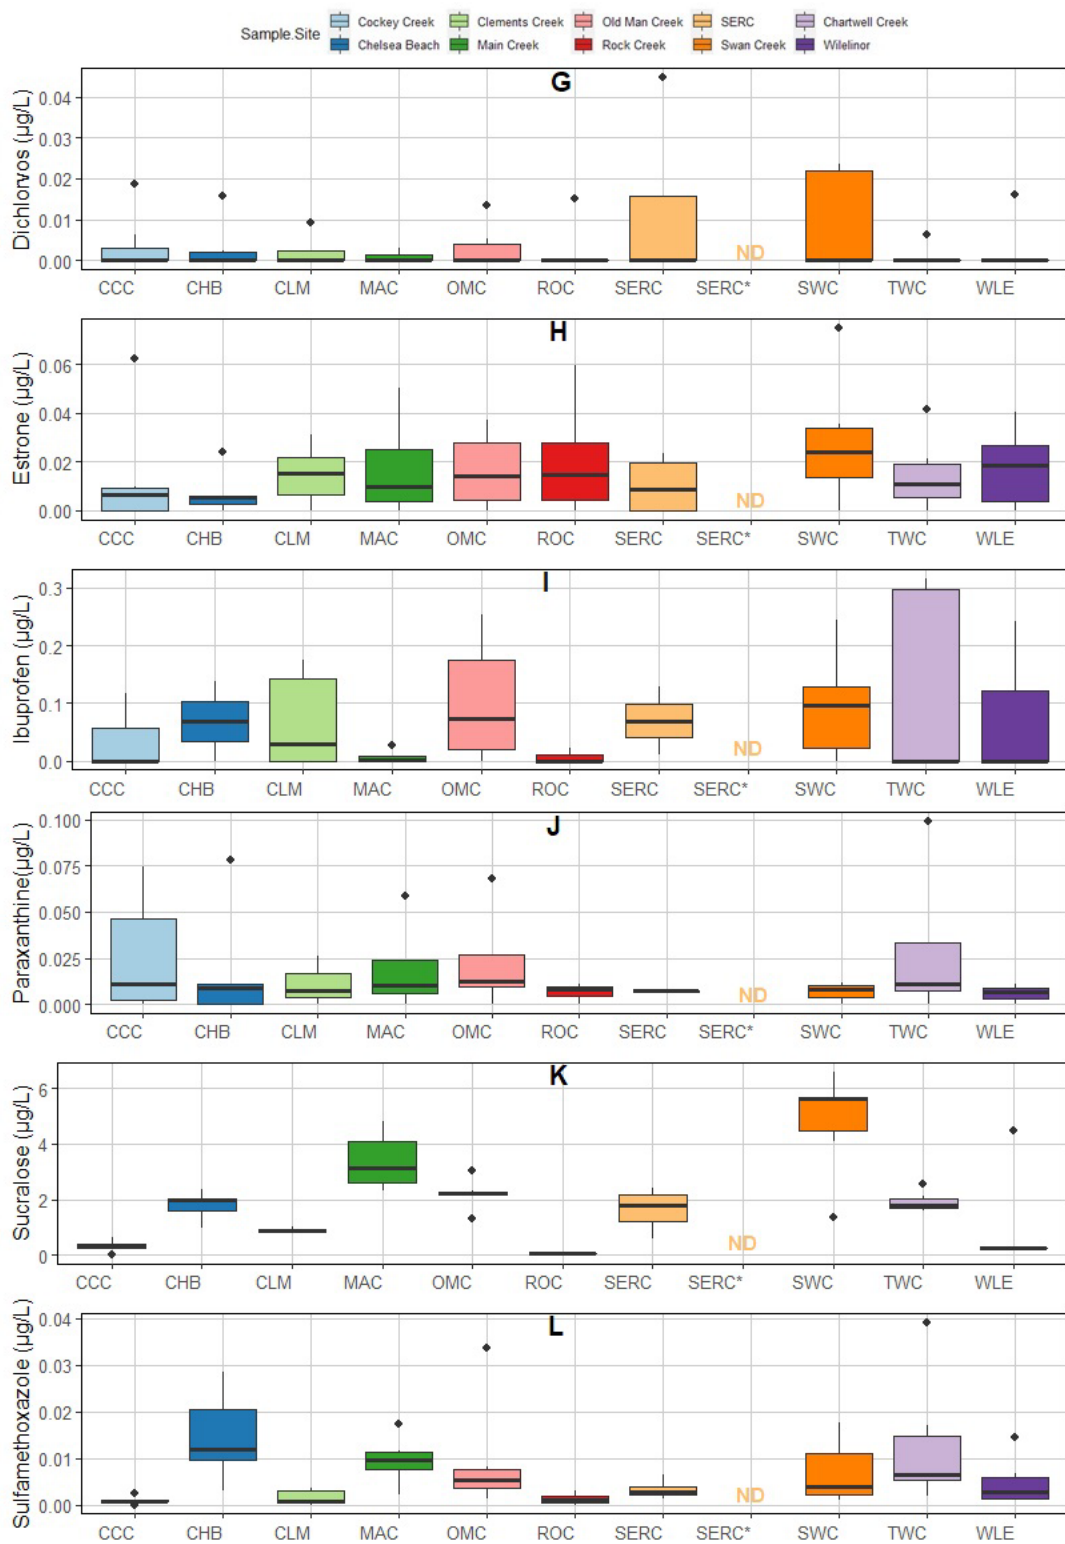 Sample.Site
Cockey Creek Clements Creek Old Man Creek SERC Chartwell Creek
Chelsea Beach Main Creek Rock Creek Swan Creek Wilelinor
G
Dichlorvos (µg/L)
0.04
0.03
0.02
0.01
0.00
ND
CCC CHB CLM MAC OMC ROC SERC SERC* SWC TWC WLE
H
Estrone (µg/L)
0.06
0.04
0.02
0.00
ND
CCC CHB CLM MAC OMC ROC SERC SERC* SWC TWC WLE
I
Ibuprofen (µg/L)
0.3
0.2
0.1
0.0
ND
CCC CHB CLM MAC OMC ROC SERC SERC* SWC TWC WLE
J
Paraxanthine(µg/L)
0.100
0.075
0.050
0.025
0.000
ND
CCC CHB CLM MAC OMC ROC SERC SERC* SWC TWC WLE
K
Sucralose (µg/L)
6
4
2
0
ND
CCC CHB CLM MAC OMC ROC SERC SERC* SWC TWC WLE
L
Sulfamethoxazole (µg/L)
0.04
0.03
0.02
0.01
0.00
ND
CCC CHB CLM MAC OMC ROC SERC SERC* SWC TWC WLE